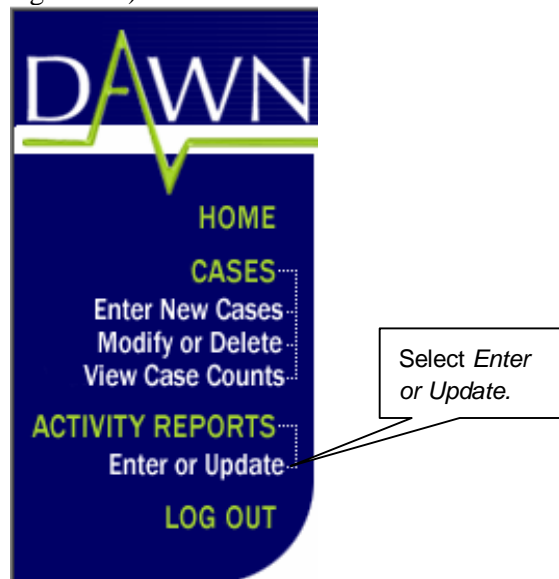 DAWN
HOME
CASES
Enter New Cases
Modify or Delete
View Case Counts
Select Enter
or Update.
ACTIVITY REPORTS
Enter or Update
LOG OUT